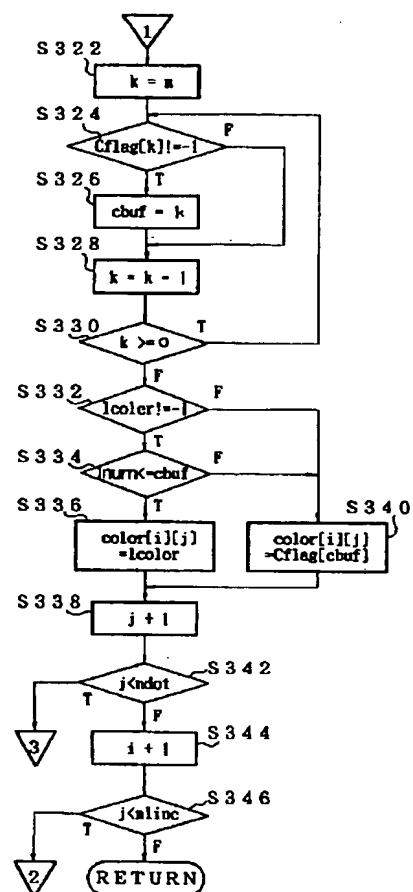 1
S322
k = m
S324
Cflag[k]!=-1
F
T
S326
cbuf = k
S328
k = k - 1
S330
k >= 0
T
F
S332
lcoler!=-1
F
T
S334
numk=cbuf
F
T
S336
color[i][j]
=lcolor
S340
color[i][j]
=Cflag[cbuf]
S338
j + 1
S342
j<ndot
T
F
3
S344
i + 1
S346
j<nlinc
T
F
2
RETURN